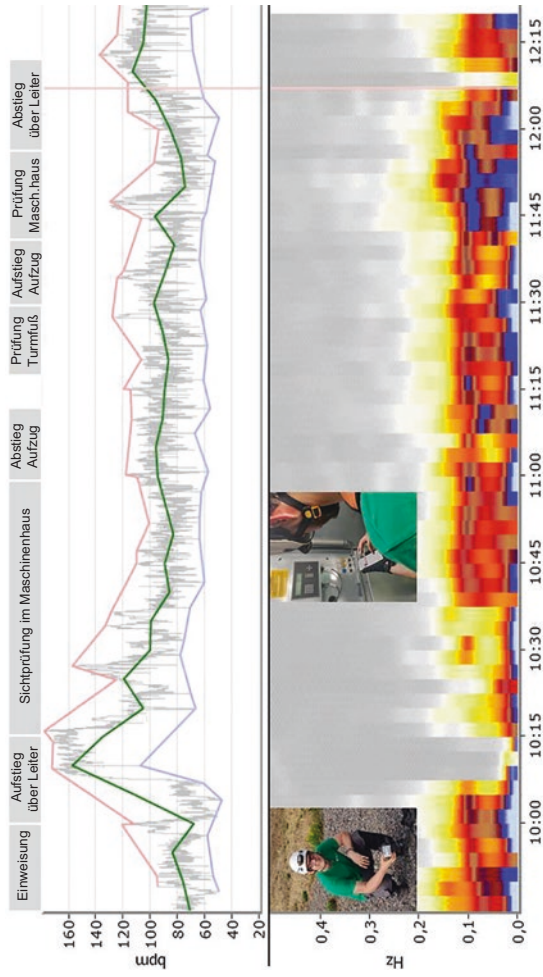 Einweisung
Aufstieg
über Leiter
Sichtprüfung im Maschinenhaus
Abstieg
Aufzug
Prüfung
Turmfuß
Aufstieg
Aufzug
Prüfung
Masch.haus
Abstieg
über Leiter
160
140
120
100
80
60
40
20
bpm
0,4
0,3
0,2
0,1
0,0
Hz
10:00
10:15
10:30
10:45
11:00
11:15
11:30
11:45
12:00
12:15